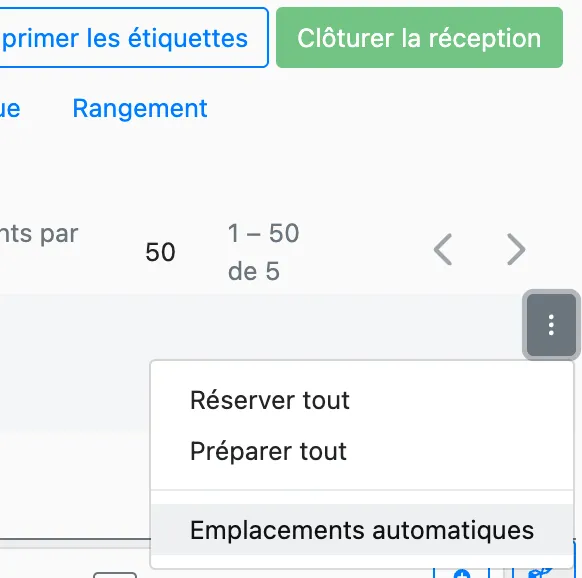 primer les étiquettes
Clôturer la réception
ue
Rangement
nts par
50
1 – 50
de 5
Réserver tout
Préparer tout
Emplacements automatiques